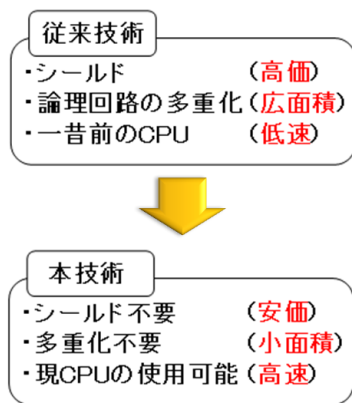 従来技術
・シールド (高価)
・論理回路の多重化(広面積)
・一昔前のCPU (低速)
本技術
・シールド不要 (安価)
・多重化不要 (小面積)
・現CPUの使用可能(高速)